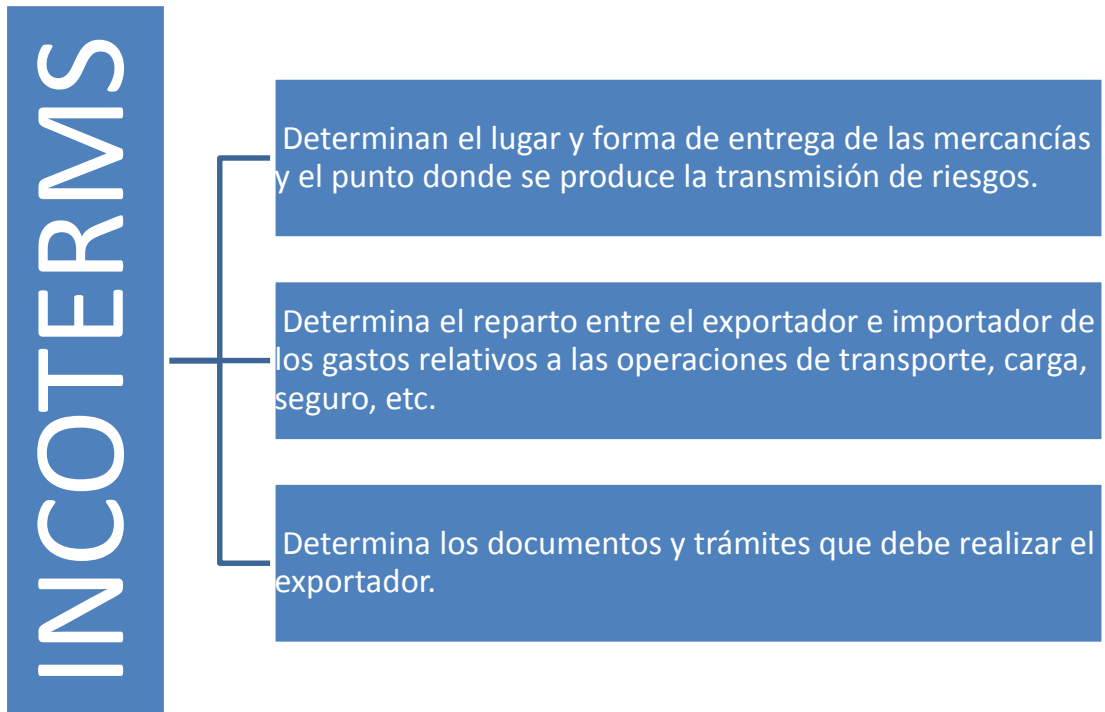 INCOTERMS
Determinan el lugar y forma de entrega de las mercancías
y el punto donde se produce la transmisión de riesgos.
Determina el reparto entre el exportador e importador de
los gastos relativos a las operaciones de transporte, carga,
seguro, etc.
Determina los documentos y trámites que debe realizar el
exportador.